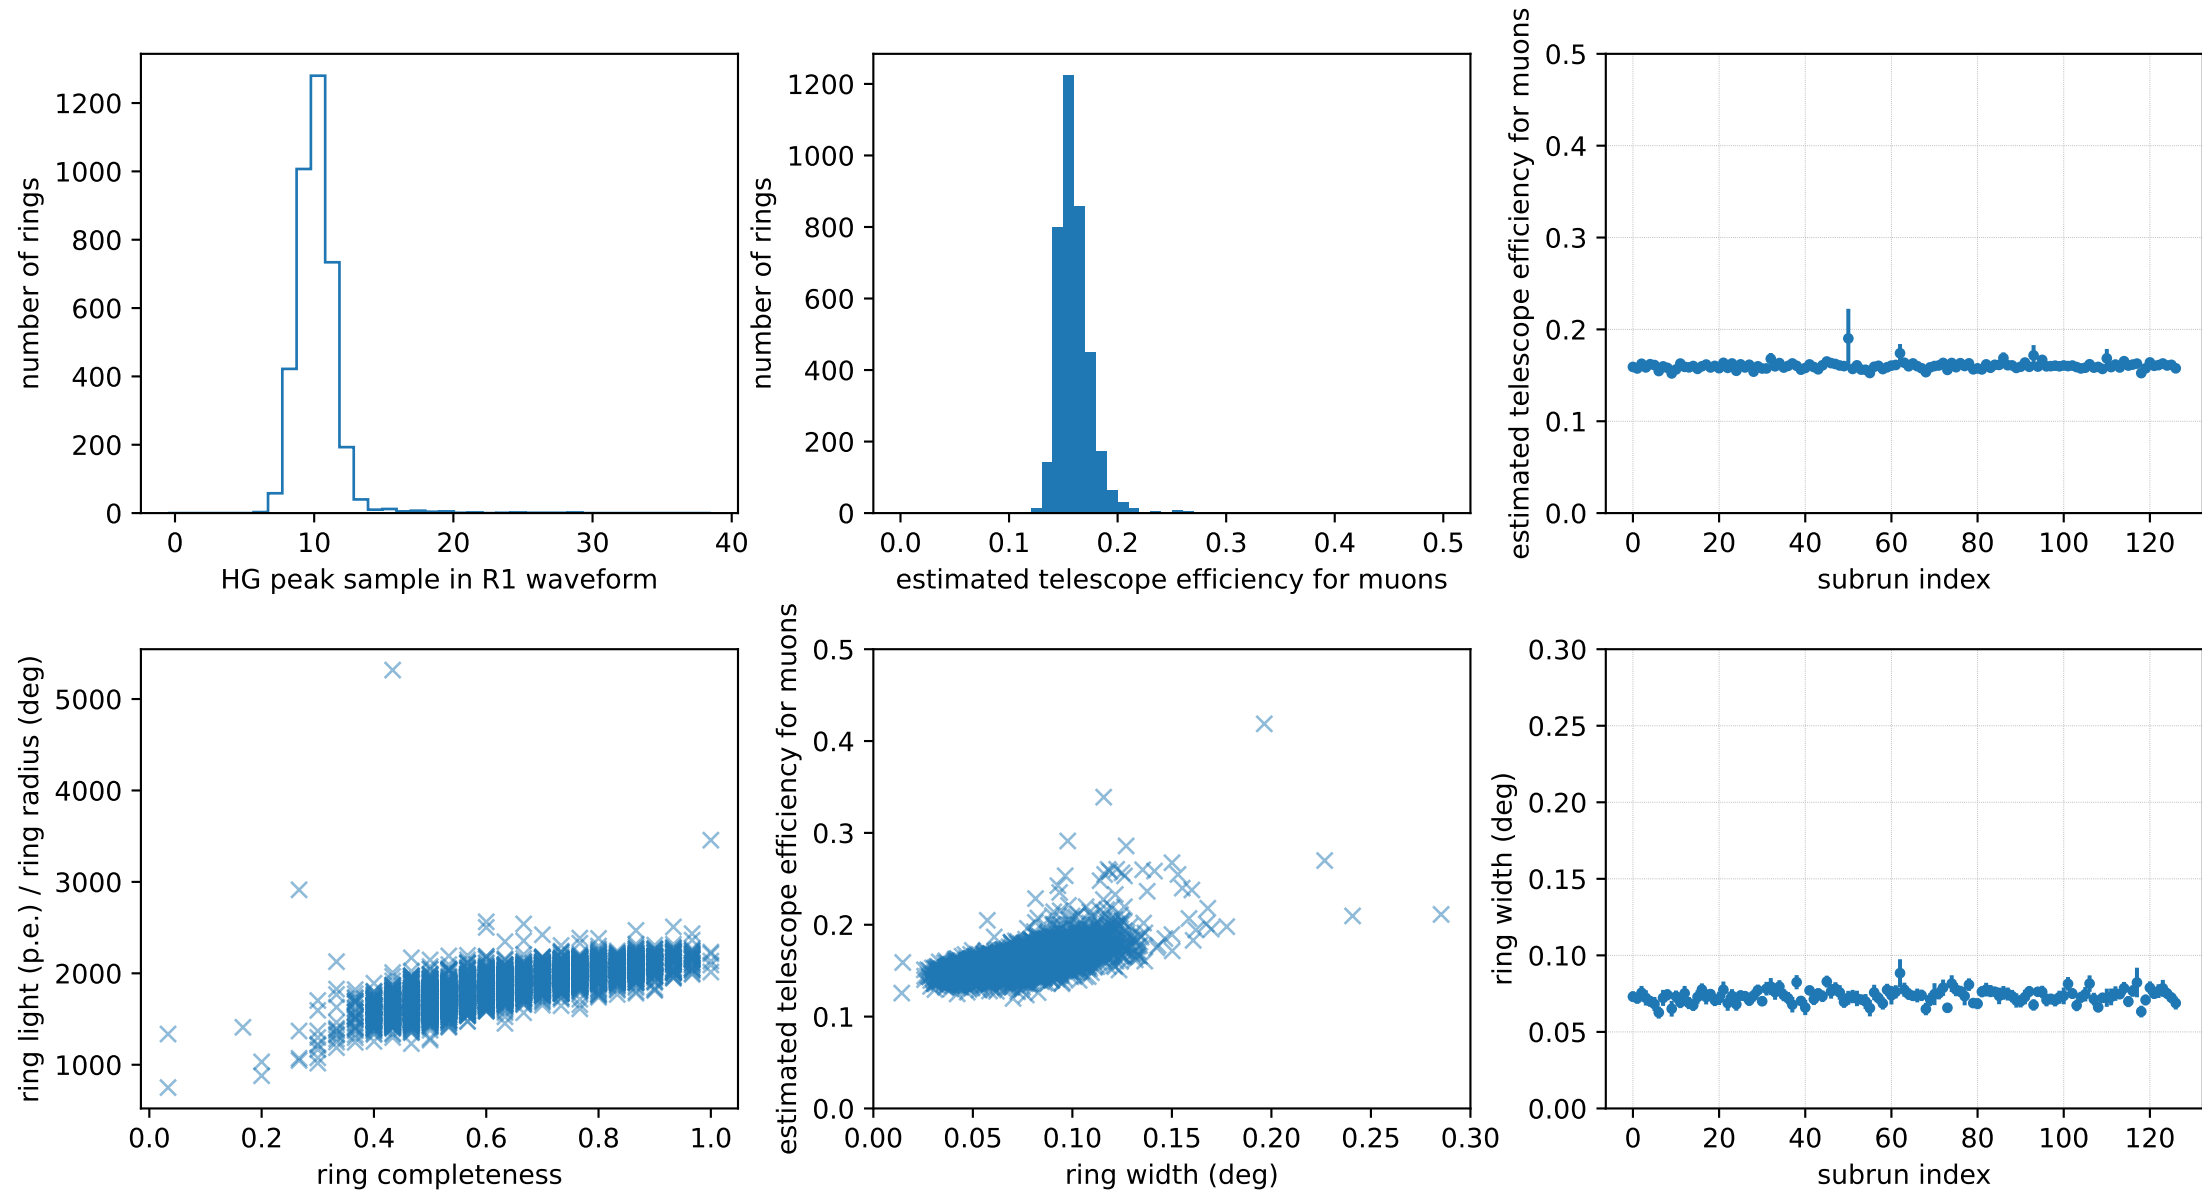 number of rings
1200
1000
800
600
400
200
0
0 10 20 30 40
HG peak sample in R1 waveform
number of rings
1200
1000
800
600
400
200
0
0.0 0.1 0.2 0.3 0.4 0.5
estimated telescope efficiency for muons
estimated telescope efficiency for muons
0.5
0.4
0.3
0.2
0.1
0.0
0 20 40 60 80 100 120
subrun index
ring light (p.e.) / ring radius (deg)
5000
4000
3000
2000
1000
0.0 0.2 0.4 0.6 0.8 1.0
ring completeness
estimated telescope efficiency for muons
0.5
0.4
0.3
0.2
0.1
0.0
0.00 0.05 0.10 0.15 0.20 0.25 0.30
ring width (deg)
ring width (deg)
0.30
0.25
0.20
0.15
0.10
0.05
0.00
0 20 40 60 80 100 120
subrun index